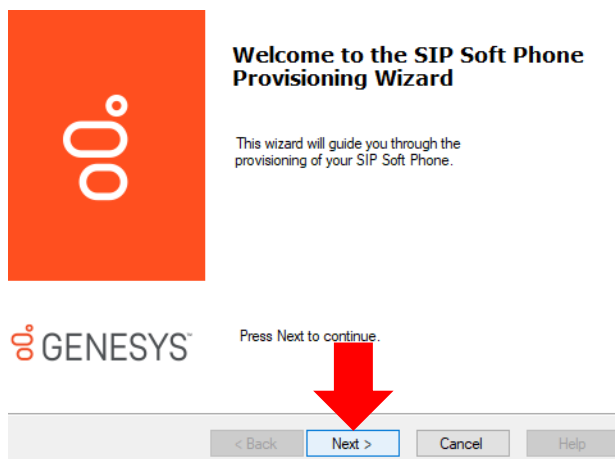 Welcome to the SIP Soft Phone
Provisioning Wizard
This wizard will guide you through the
provisioning of your SIP Soft Phone.
GENESYS™
Press Next to continue.
< Back
Next >
Cancel
Help